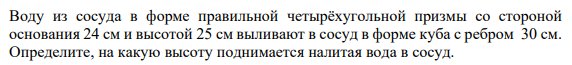 Воду из сосуда в форме правильной четырёхугольной призмы со стороной
основания 24 см и высотой 25 см выливают в сосуд в форме куба с ребром 30 см.
Определите, на какую высоту поднимается налитая вода в сосуд.